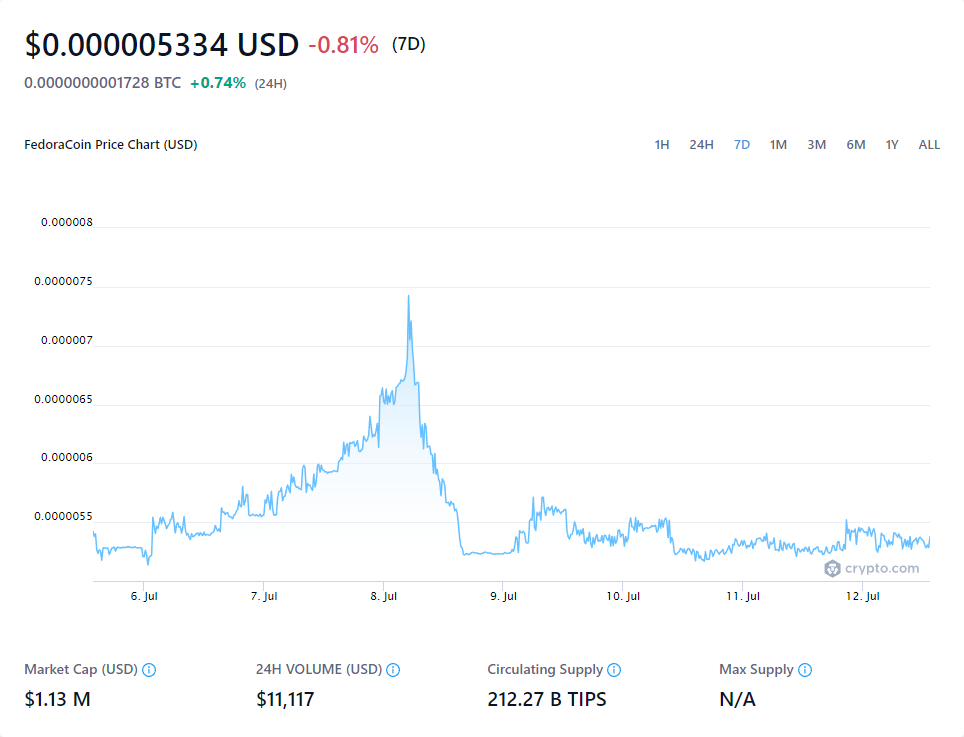 $0.000005334 USD -0.81% (7D)
0.0000000001728 BTC +0.74% (24H)
FedoraCoin Price Chart (USD) 1H 24H 7D 1M 3M 6M 1Y ALL
0.000008
0.0000075
0.000007
0.0000065
0.000006
0.0000055
crypto.com
6. Jul 7. Jul 8. Jul 9. Jul 10. Jul 11. Jul 12. Jul
Market Cap (USD) 24H VOLUME (USD) Circulating Supply Max Supply
$1.13 M $11,117 212.27 B TIPS N/A